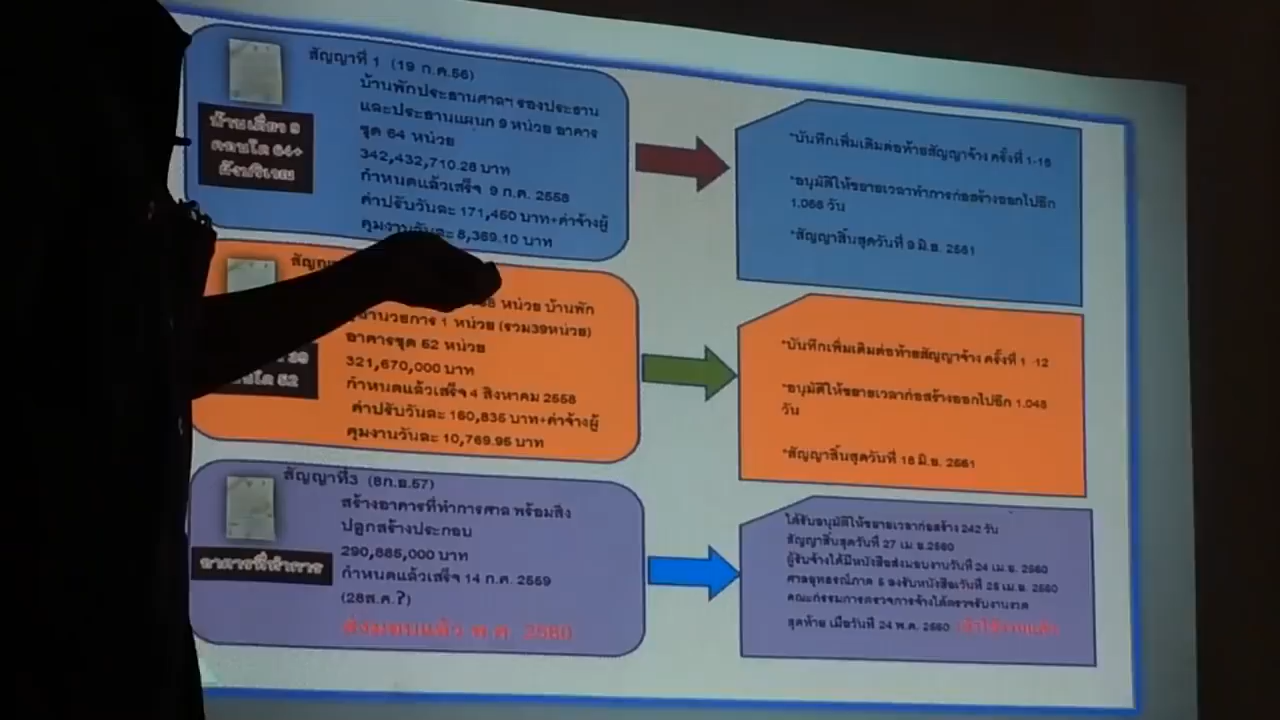 สัญญาที่ 1 (19 ก.ค.56)
บ้านพักประธานศาลฯ รองประธาน
และประธานแผนก 9 หน่วย อาคาร
ชุด 64 หน่วย
342,432,710.28 บาท
กำหนดแล้วเสร็จ 9 ก.ค. 2558
ค่าปรับวันละ 171,450 บาท+ค่าจ้างผู้
คุมงานวันละ 8,369.10 บาท
บ้านเดี่ยว 9
คอนโด 64+
ผังบริเวณ
*บันทึกเพิ่มเติมต่อท้ายสัญญาจ้าง ครั้งที่
*อนุมัติให้ขยายเวลาทำการก่อสร้างออกไปอีก
วัน
*สัญญาสิ้นสุดวันที่ 9 มิ.ย. 2561
หน่วย บ้านพัก
1 หน่วย (รวม39หน่วย)
อาคารชุด 52 หน่วย
321,670,000 บาท
กำหนดแล้วเสร็จ 4 สิงหาคม 2558
ค่าปรับวันละ 160,835 บาท+ค่าจ้างผู้
คุมงานวันละ 10,769.95 บาท
*บันทึกเพิ่มเติมต่อท้ายสัญญาจ้าง ครั้งที่ 1 -12
*อนุมัติให้ขยายเวลาก่อสร้างออกไปอีก
วัน
*สัญญาสิ้นสุดวันที่ 18 มิ.ย. 2561
สัญญาที่3 (8ก.ย.57)
สร้างอาคารที่ทำการศาล พร้อมสิ่ง
ปลูกสร้างประกอบ
290,885,000 บาท
กำหนดแล้วเสร็จ 14 ก.ค. 2559
(28ส.ค.?)
ส่งมอบแล้ว พ.ค. 2560
อาคารที่ทำการ
ได้รับอนุมัติให้ขยายเวลาก่อสร้าง 242 วัน
สัญญาสิ้นสุดวันที่ 27 เม.ย.2560
ผู้รับจ้างได้มีหนังสือส่งมอบงานวันที่ 24 เม.ย. 2560
ศาลอุทธรณ์ภาค 5 ลงรับหนังสือวันที่ 25 เม.ย. 2560
คณะกรรมการตรวจการจ้างได้ตรวจรับงานงวด
สุดท้าย เมื่อวันที่ 24 พ.ค. 2560